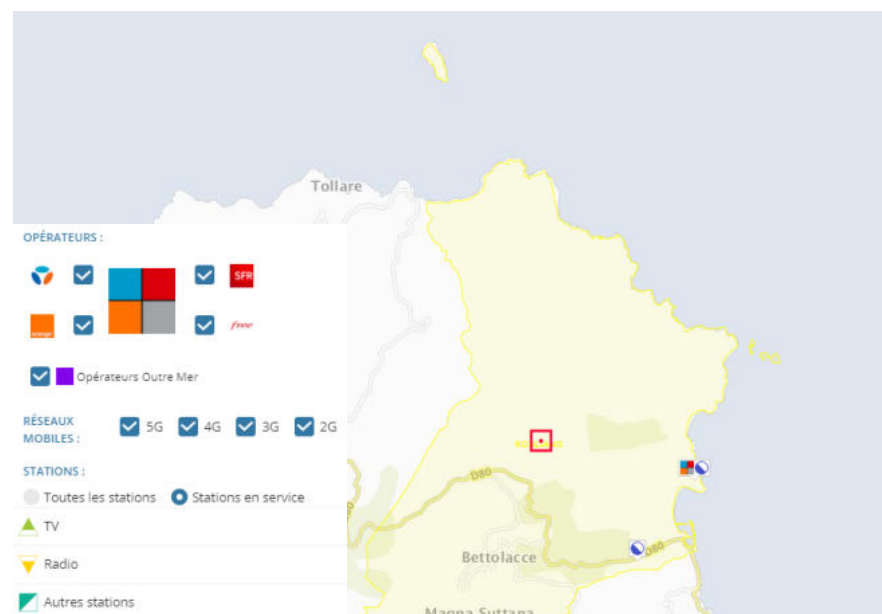 Tollare
OPÉRATEURS :
SFR
orange
free
Opérateurs Outre Mer
RÉSEAUX
MOBILES :
5G
4G
3G
2G
STATIONS :
Toutes les stations
Stations en service
TV
Radio
Autres stations
D80
D80
Bettolacce
Magna Suttana